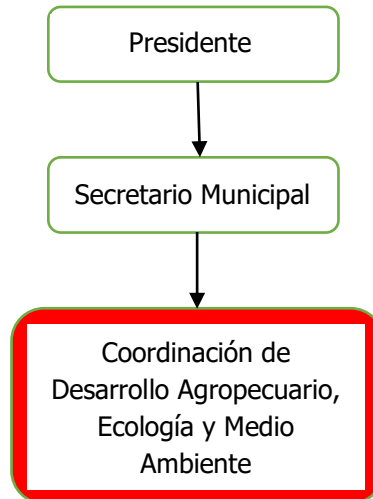 Presidente
Secretario Municipal
Coordinación de
Desarrollo Agropecuario,
Ecología y Medio
Ambiente